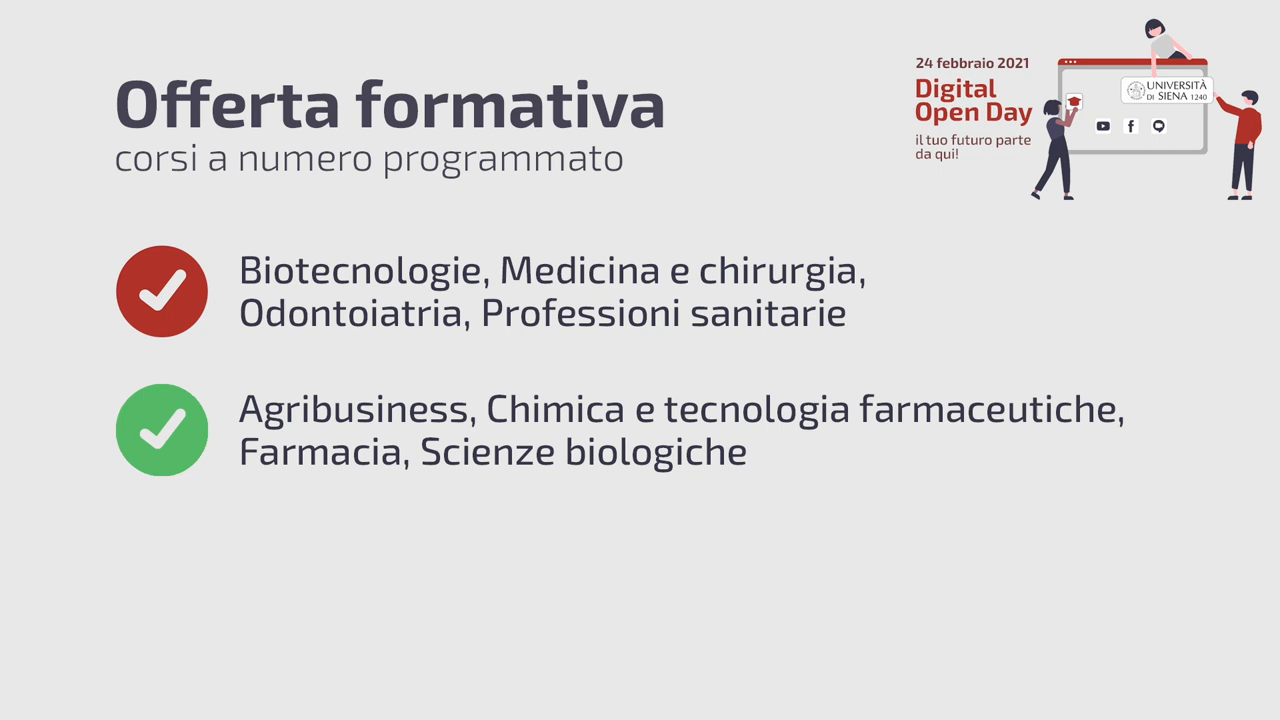 Offerta formativa
corsi a numero programmato
24 febbraio 2021
Digital
Open Day
il tuo futuro parte
da qui!
UNIVERSITÀ
DI SIENA 1240
Biotecnologie, Medicina e chirurgia,
Odontoiatria, Professioni sanitarie
Agribusiness, Chimica e tecnologia farmaceutiche,
Farmacia, Scienze biologiche